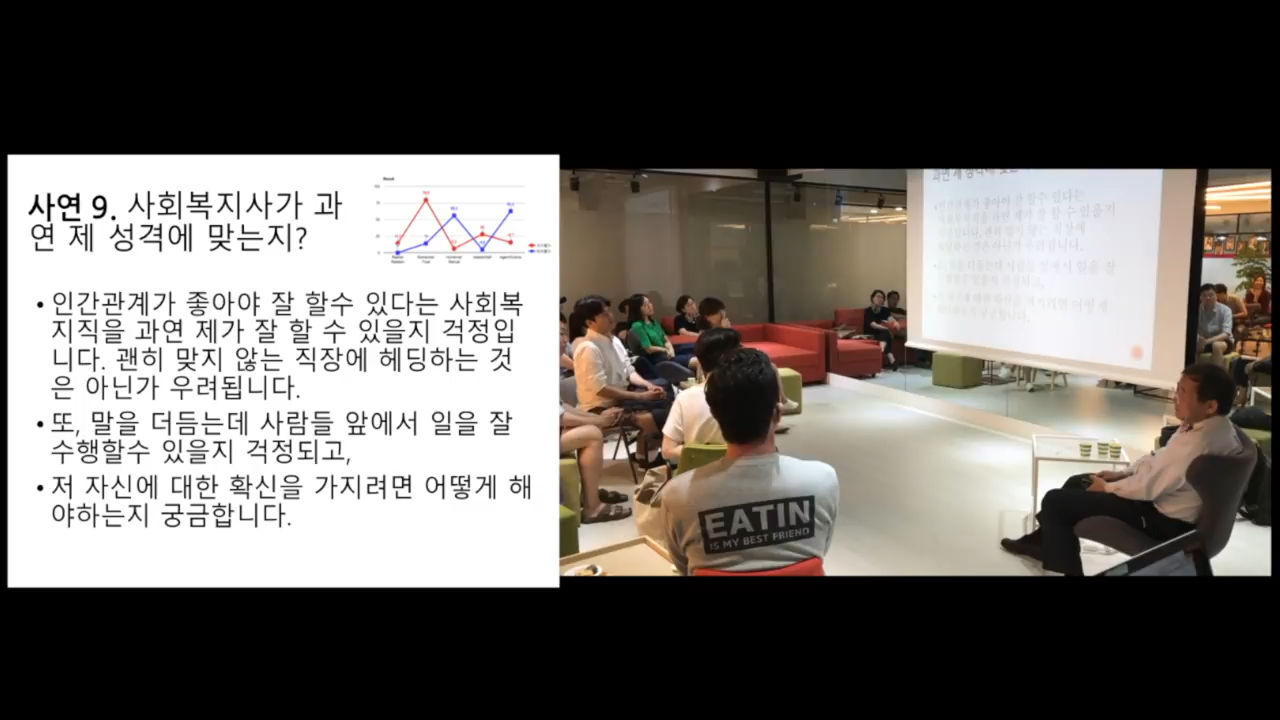 사연 9. 사회복지사가 과
연 제 성격에 맞는지?
Result
• 인간관계가 좋아야 잘 할수 있다는 사회복
지직을 과연 제가 잘 할 수 있을지 걱정입
니다. 괜히 맞지 않는 직장에 헤딩하는 것
은 아닌가 우려됩니다.
• 또, 말을 더듬는데 사람들 앞에서 일을 잘
수행할수 있을지 걱정되고,
• 저 자신에 대한 확신을 가지려면 어떻게 해
야하는지 궁금합니다.
EATIN
IS MY BEST FRIEND